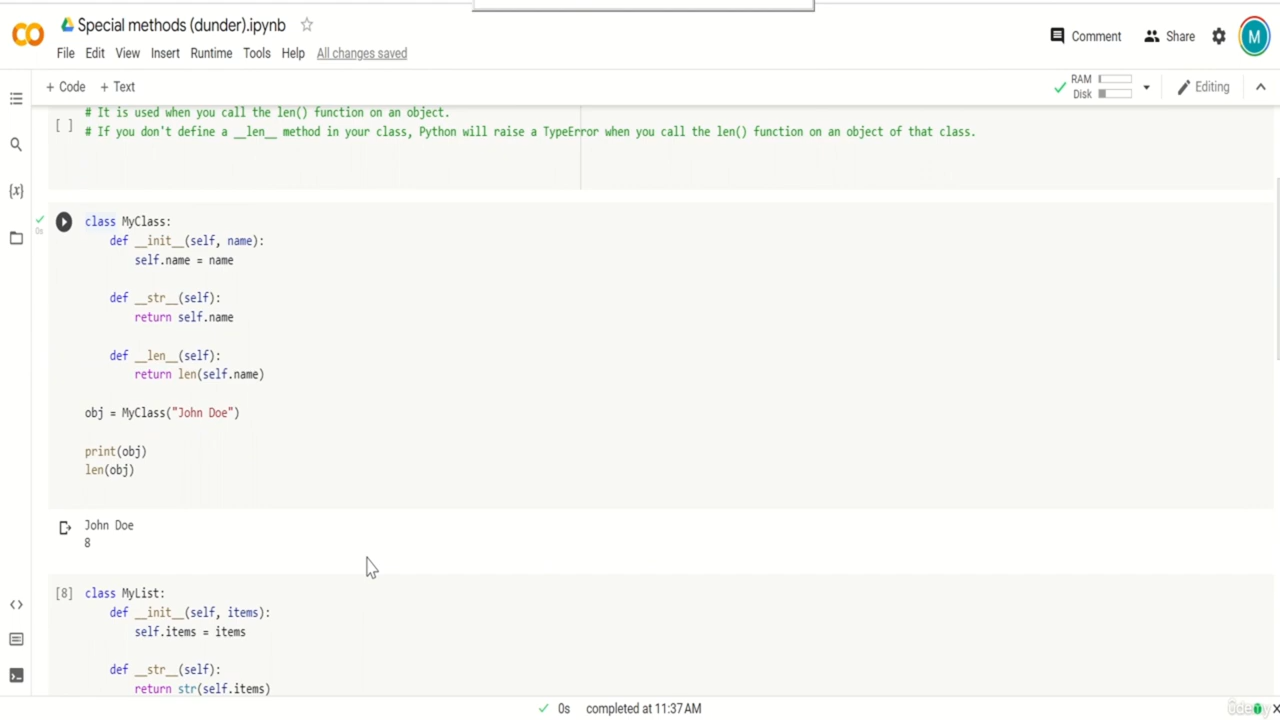 Special methods (dunder).ipynb
File Edit View Insert Runtime Tools Help All changes saved
Comment Share M
+ Code + Text
RAM
Disk
Editing
# It is used when you call the len() function on an object.
[ ]
# If you don't define a __len__ method in your class, Python will raise a TypeError when you call the len() function on an object of that class.
{x}
0s
class MyClass:
def __init__(self, name):
self.name = name
def __str__(self):
return self.name
def __len__(self):
return len(self.name)
obj = MyClass("John Doe")
print(obj)
len(obj)
John Doe
8
[8] class MyList:
def __init__(self, items):
self.items = items
def __str__(self):
return str(self.items)
0s completed at 11:37 AM